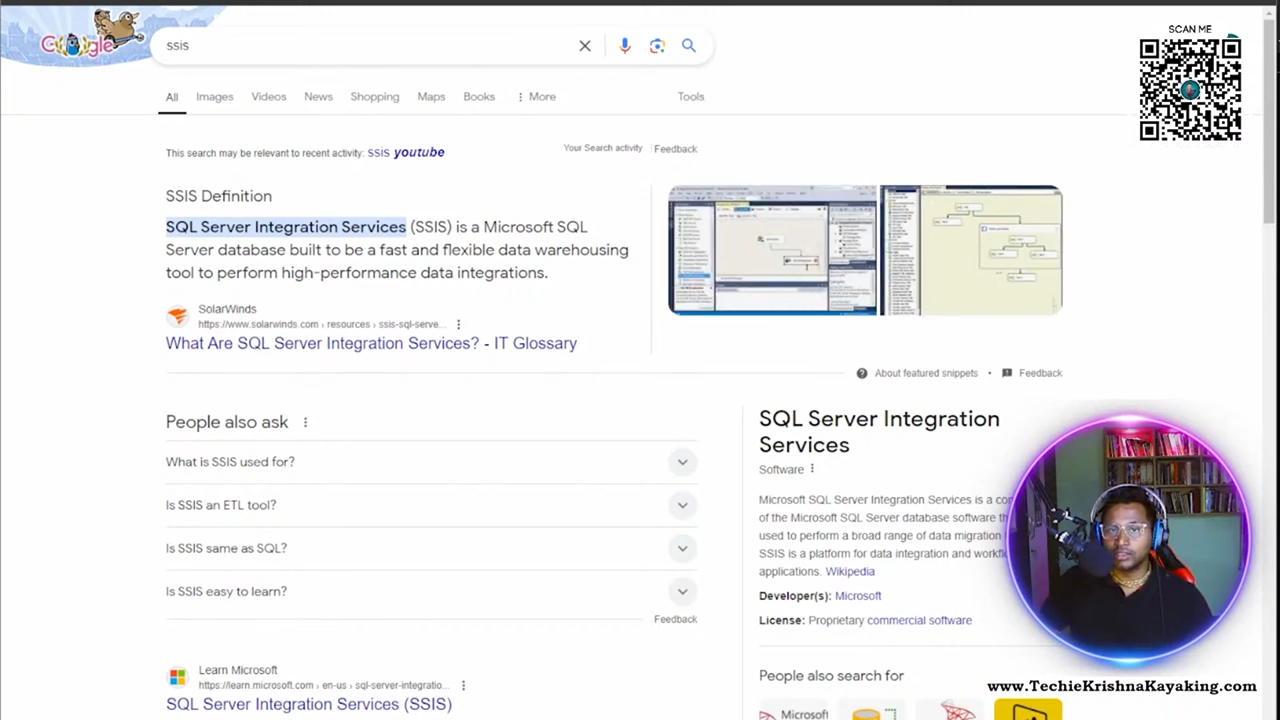 SCAN ME
Google
ssis
All
Images
Videos
News
Shopping
Maps
Books
More
Tools
This search may be relevant to recent activity: SSIS youtube
Your Search activity
Feedback
SSIS Definition
SQL Server Integration Services (SSIS) is a Microsoft SQL
Server database built to be a fast and flexible data warehousing
tool to perform high-performance data integrations.
SolarWinds
https://www.solarwinds.com › resources › ssis-sql-serve...
What Are SQL Server Integration Services? - IT Glossary
About featured snippets
Feedback
People also ask
What is SSIS used for?
Is SSIS an ETL tool?
Is SSIS same as SQL?
Is SSIS easy to learn?
Feedback
Learn Microsoft
https://learn.microsoft.com › en-us › sql-server-integratio...
SQL Server Integration Services (SSIS)
SQL Server Integration
Services
Software
Microsoft SQL Server Integration Services is a
of the Microsoft SQL Server database software
used to perform a broad range of data migration
SSIS is a platform for data integration and
applications. Wikipedia
Developer(s): Microsoft
License: Proprietary commercial software
People also search for
Microsoft
www.TechieKrishnaKayaking.com